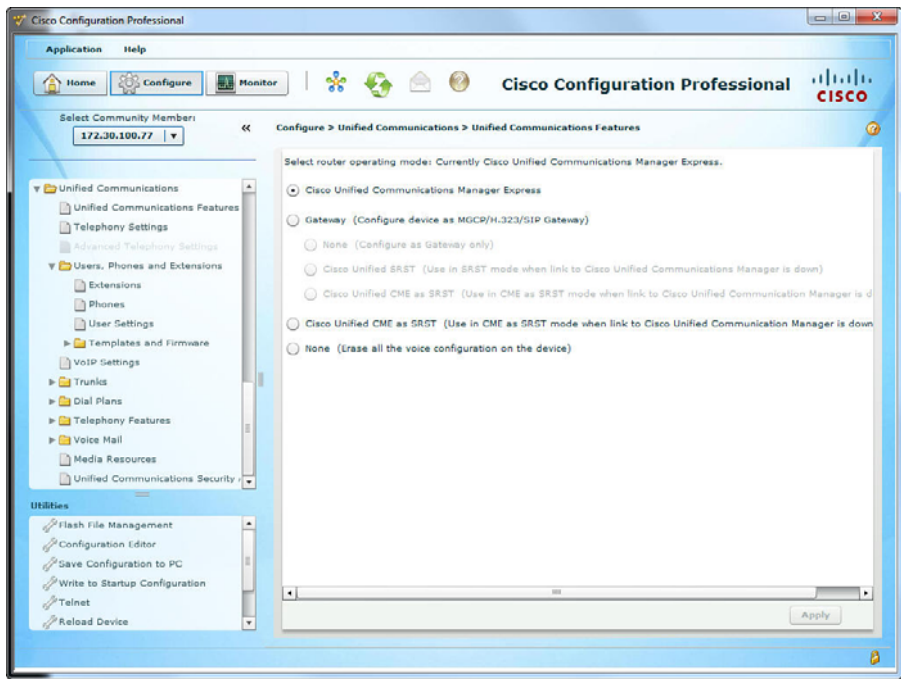 Cisco Configuration Professional
Application Help
Home Configure Monitor Cisco Configuration Professional
CISCO
Select Community Member:
172.30.100.77
Configure > Unified Communications > Unified Communications Features
Select router operating mode: Currently Cisco Unified Communications Manager Express.
Cisco Unified Communications Manager Express
Gateway (Configure device as MGCP/H.323/SIP Gateway)
None (Configure as Gateway only)
Cisco Unified SRST (Use in SRST mode when link to Cisco Unified Communications Manager is down)
Cisco Unified CME as SRST (Use in CME as SRST mode when link to Cisco Unified Communication Manager is d
Cisco Unified CME as SRST (Use in CME as SRST mode when link to Cisco Unified Communication Manager is down
None (Erase all the voice configuration on the device)
Apply
Unified Communications
Unified Communications Features
Telephony Settings
Advanced Telephony Settings
Users, Phones and Extensions
Extensions
Phones
User Settings
Templates and Firmware
VoIP Settings
Trunks
Dial Plans
Telephony Features
Voice Mail
Media Resources
Unified Communications Security
Utilities
Flash File Management
Configuration Editor
Save Configuration to PC
Write to Startup Configuration
Telnet
Reload Device